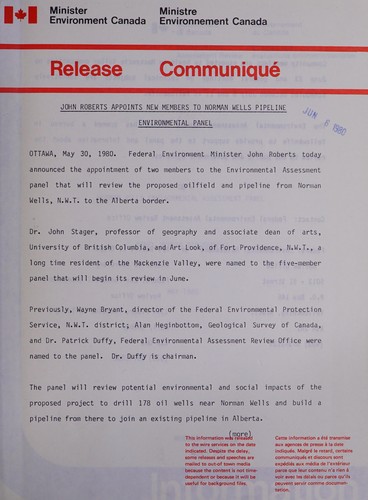 Minister
Environment Canada
Ministre
Environnement Canada
Release Communiqué
JOHN ROBERTS APPOINTS NEW MEMBERS TO NORMAN WELLS PIPELINE
ENVIRONMENTAL PANEL
JUN 1980
OTTAWA, May 30, 1980. Federal Environment Minister John Roberts today
announced the appointment of two members to the Environmental Assessment
panel that will review the proposed oilfield and pipeline from Norman
Wells, N.W.T. to the Alberta border.
Dr. John Stager, professor of geography and associate dean of arts,
University of British Columbia, and Art Look, of Fort Providence, N.W.T., a
long time resident of the Mackenzie Valley, were named to the five-member
panel that will begin its review in June.
Previously, Wayne Bryant, director of the Federal Environmental Protection
Service, N.W.T. district; Alan Heginbottom, Geological Survey of Canada,
and Dr. Patrick Duffy, Federal Environmental Assessment Review Office were
named to the panel. Dr. Duffy is chairman.
The panel will review potential environmental and social impacts of the
proposed project to drill 178 oil wells near Norman Wells and build a
pipeline from there to join an existing pipeline in Alberta.
(more)
This information was released
to the wire services on the date
indicated. Despite the delay,
some releases and speeches are
mailed to out-of-town media
because the content is not time-
dependent or because it will be
useful for background files.
Cette information a été transmise
aux agences de presse à la date
indiquée. Malgré le retard, certains
communiqués et discours sont
expédiés aux média de l'extérieur
parce que leur contenu n'a rien à
voir avec les délais ou parce qu'ils
peuvent servir comme documen-
tation.